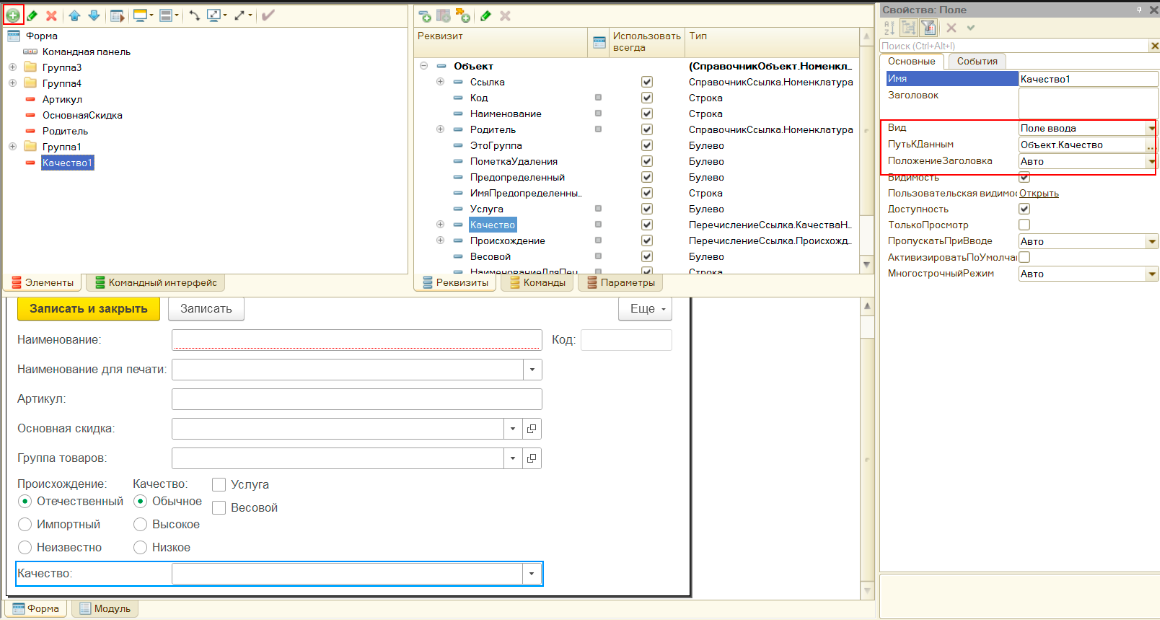 Форма
Командная панель
Группа3
Группа4
Артикул
ОсновнаяСкидка
Родитель
Группа1
Качество1
Элементы
Командный интерфейс
Реквизит
Использовать всегда
Тип
Объект
(СправочникОбъект.Номенкл...
Ссылка
СправочникСсылка.Номенклатура
Код
Строка
Наименование
Строка
Родитель
СправочникСсылка.Номенклатура
ЭтоГруппа
Булево
ПометкаУдаления
Булево
Предопределенный
Булево
ИмяПредопределенны...
Строка
Услуга
Булево
Качество
ПеречислениеСсылка.КачестваН...
Происхождение
ПеречислениеСсылка.Происхожд...
Весовой
Булево
НаименованиеДляПеч
Строка
Реквизиты
Команды
Параметры
Свойства: Поле
Поиск (Ctrl+Alt+I)
Основные
События
Имя
Качество1
Заголовок
Вид
Поле ввода
ПутьКДанным
Объект.Качество
...
ПоложениеЗаголовка
Авто
Видимость
Пользовательская видимос
Открыть
Доступность
ТолькоПросмотр
ПропускатьПриВводе
Авто
АктивизироватьПоУмолча
МногострочныйРежим
Авто
Записать и закрыть
Записать
Еще
Наименование:
Код:
Наименование для печати:
Артикул:
Основная скидка:
Группа товаров:
Происхождение:
Качество:
Услуга
Отечественный
Обычное
Весовой
Импортный
Высокое
Неизвестно
Низкое
Качество:
Форма
Модуль